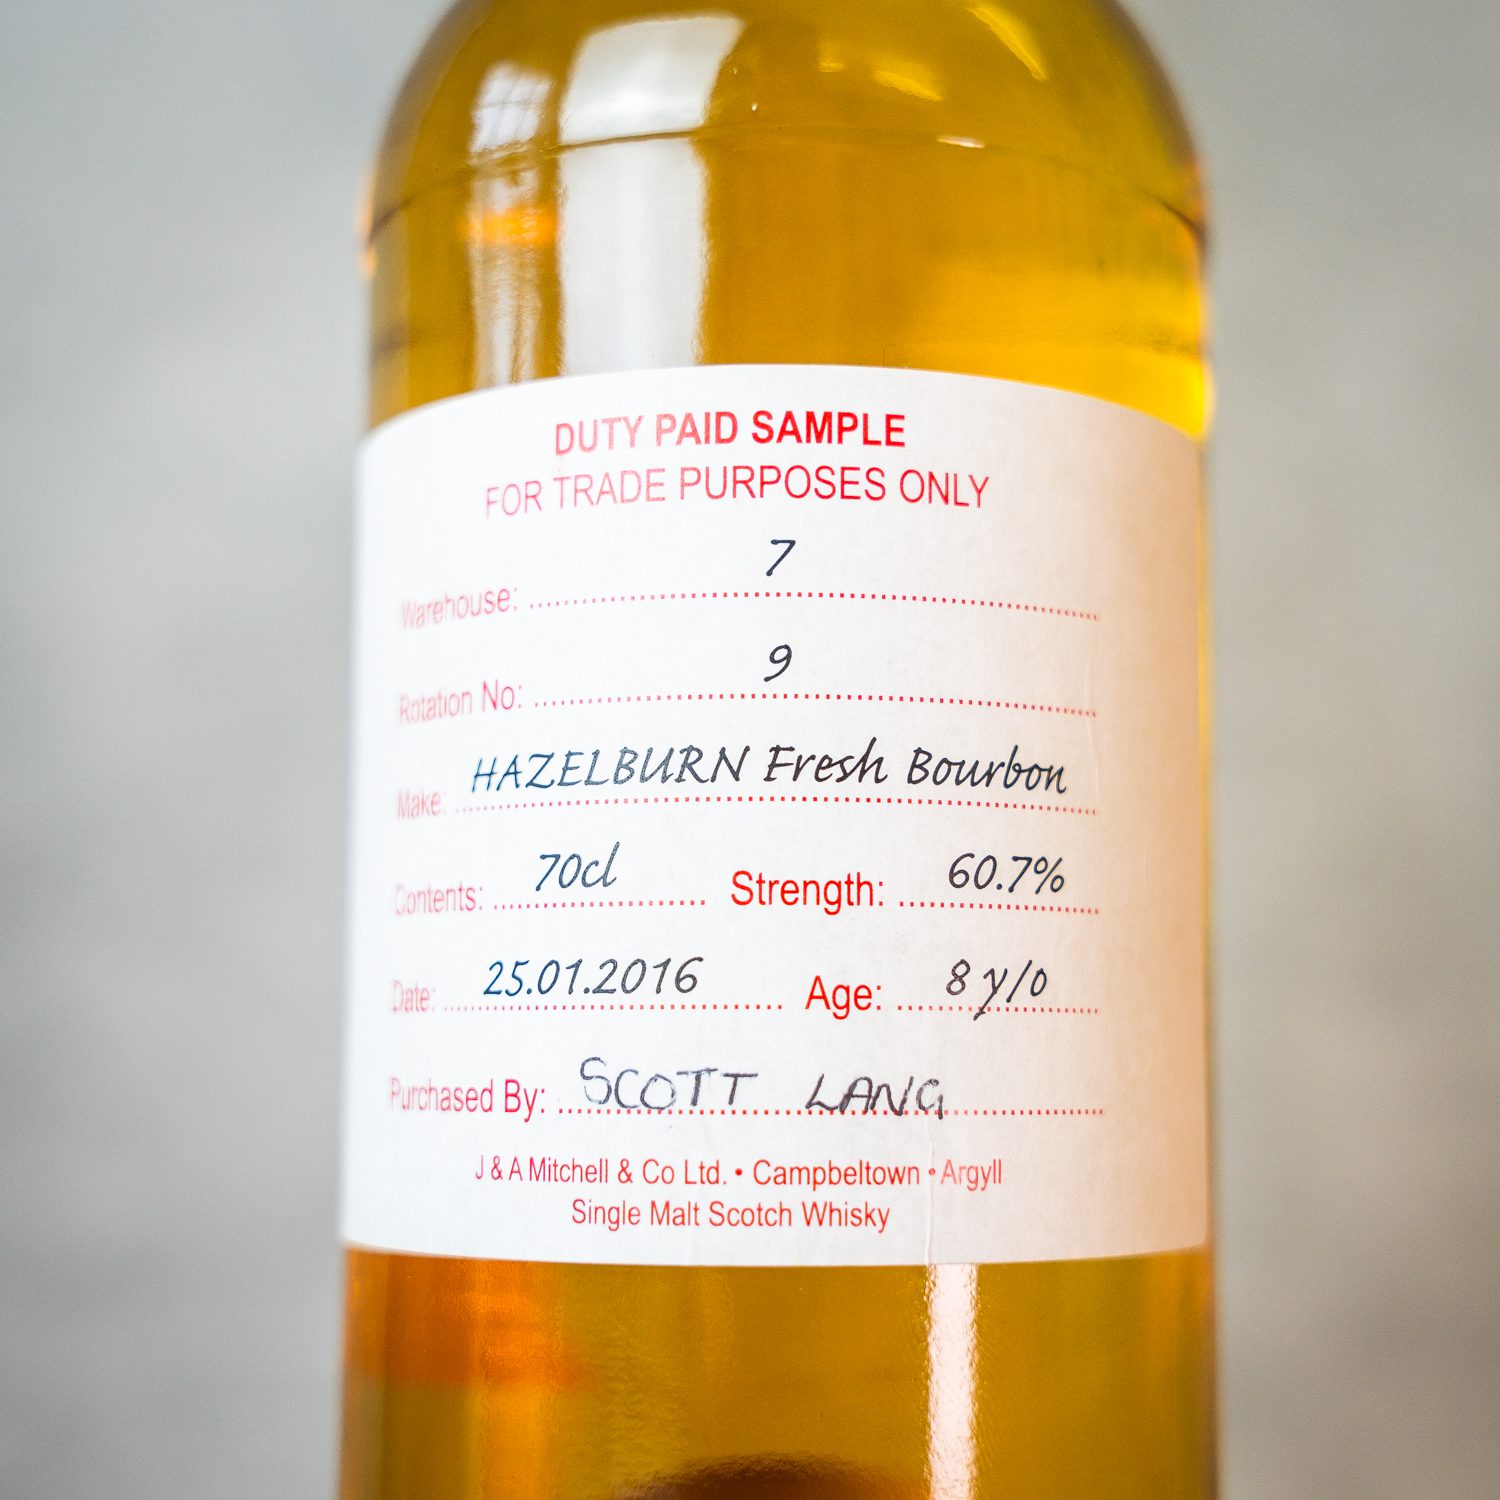 DUTY PAID SAMPLE
FOR TRADE PURPOSES ONLY
Warehouse: 7
Rotation No: 9
Make: HAZELBURN Fresh Bourbon
Contents: 70cl Strength: 60.7%
Date: 25.01.2016 Age: 8 y/o
Purchased By: SCOTT LANG
J & A Mitchell & Co Ltd. • Campbeltown • Argyll
Single Malt Scotch Whisky